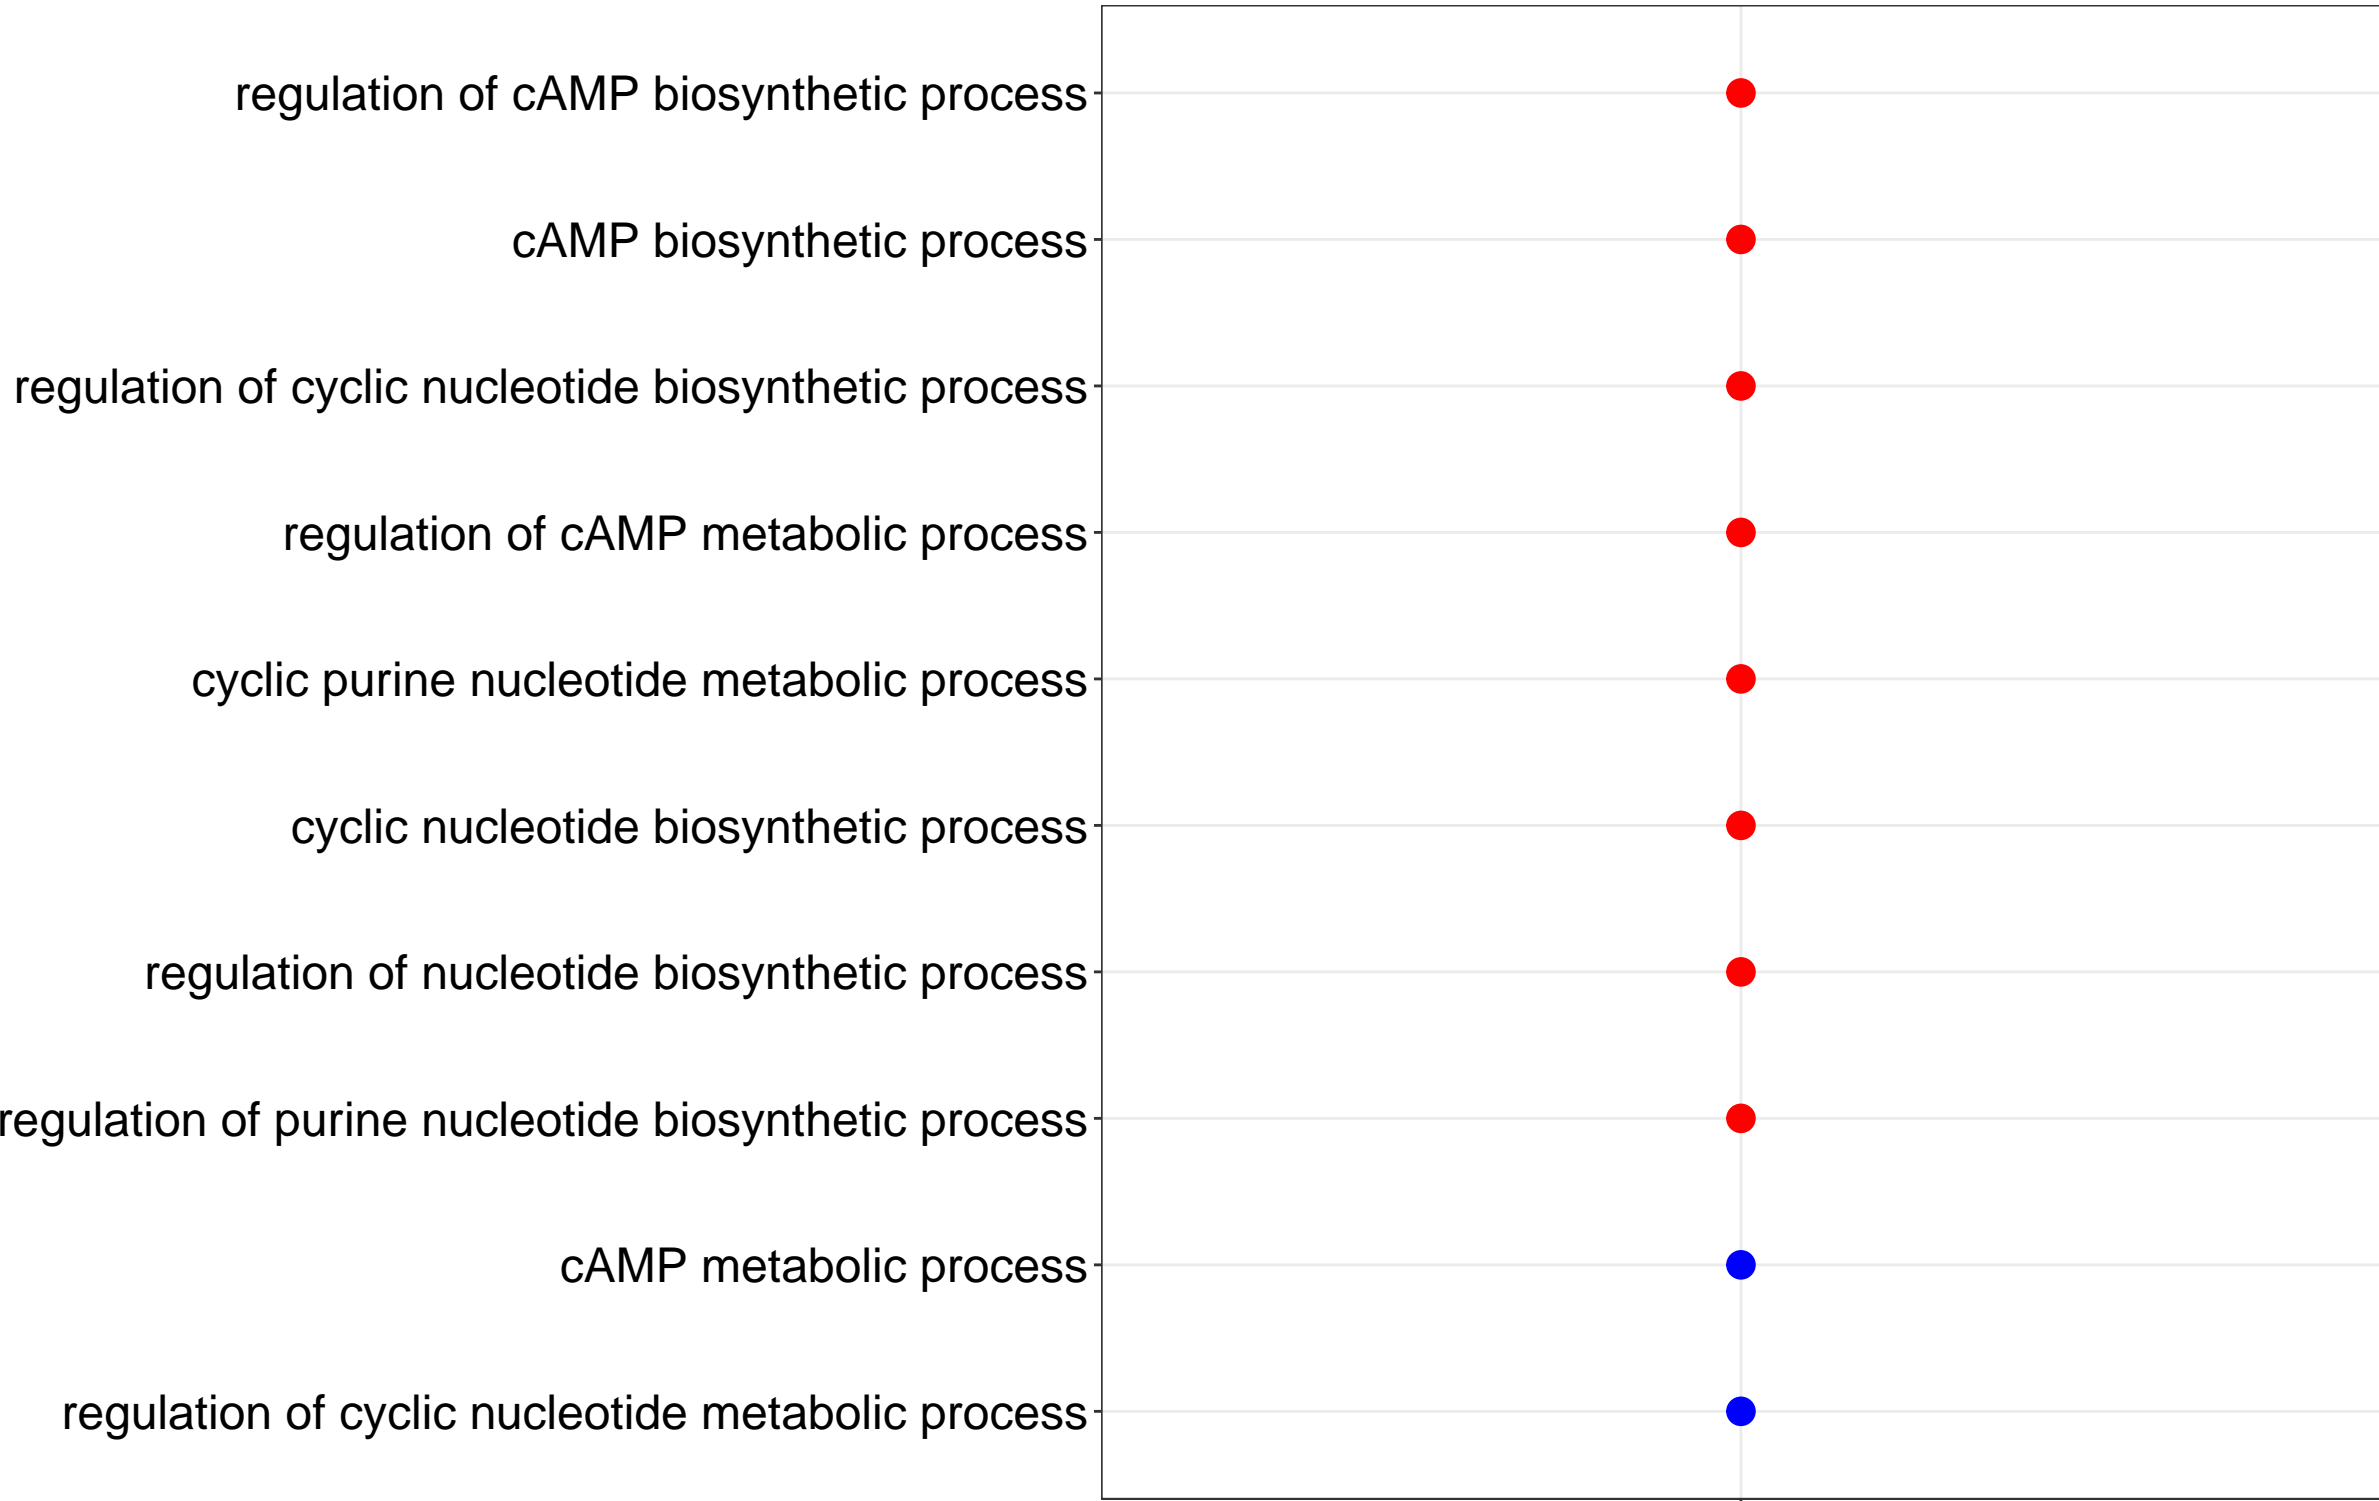 regulation of cAMP biosynthetic process
cAMP biosynthetic process
regulation of cyclic nucleotide biosynthetic process
regulation of cAMP metabolic process
cyclic purine nucleotide metabolic process
cyclic nucleotide biosynthetic process
regulation of nucleotide biosynthetic process
regulation of purine nucleotide biosynthetic process
cAMP metabolic process
regulation of cyclic nucleotide metabolic process